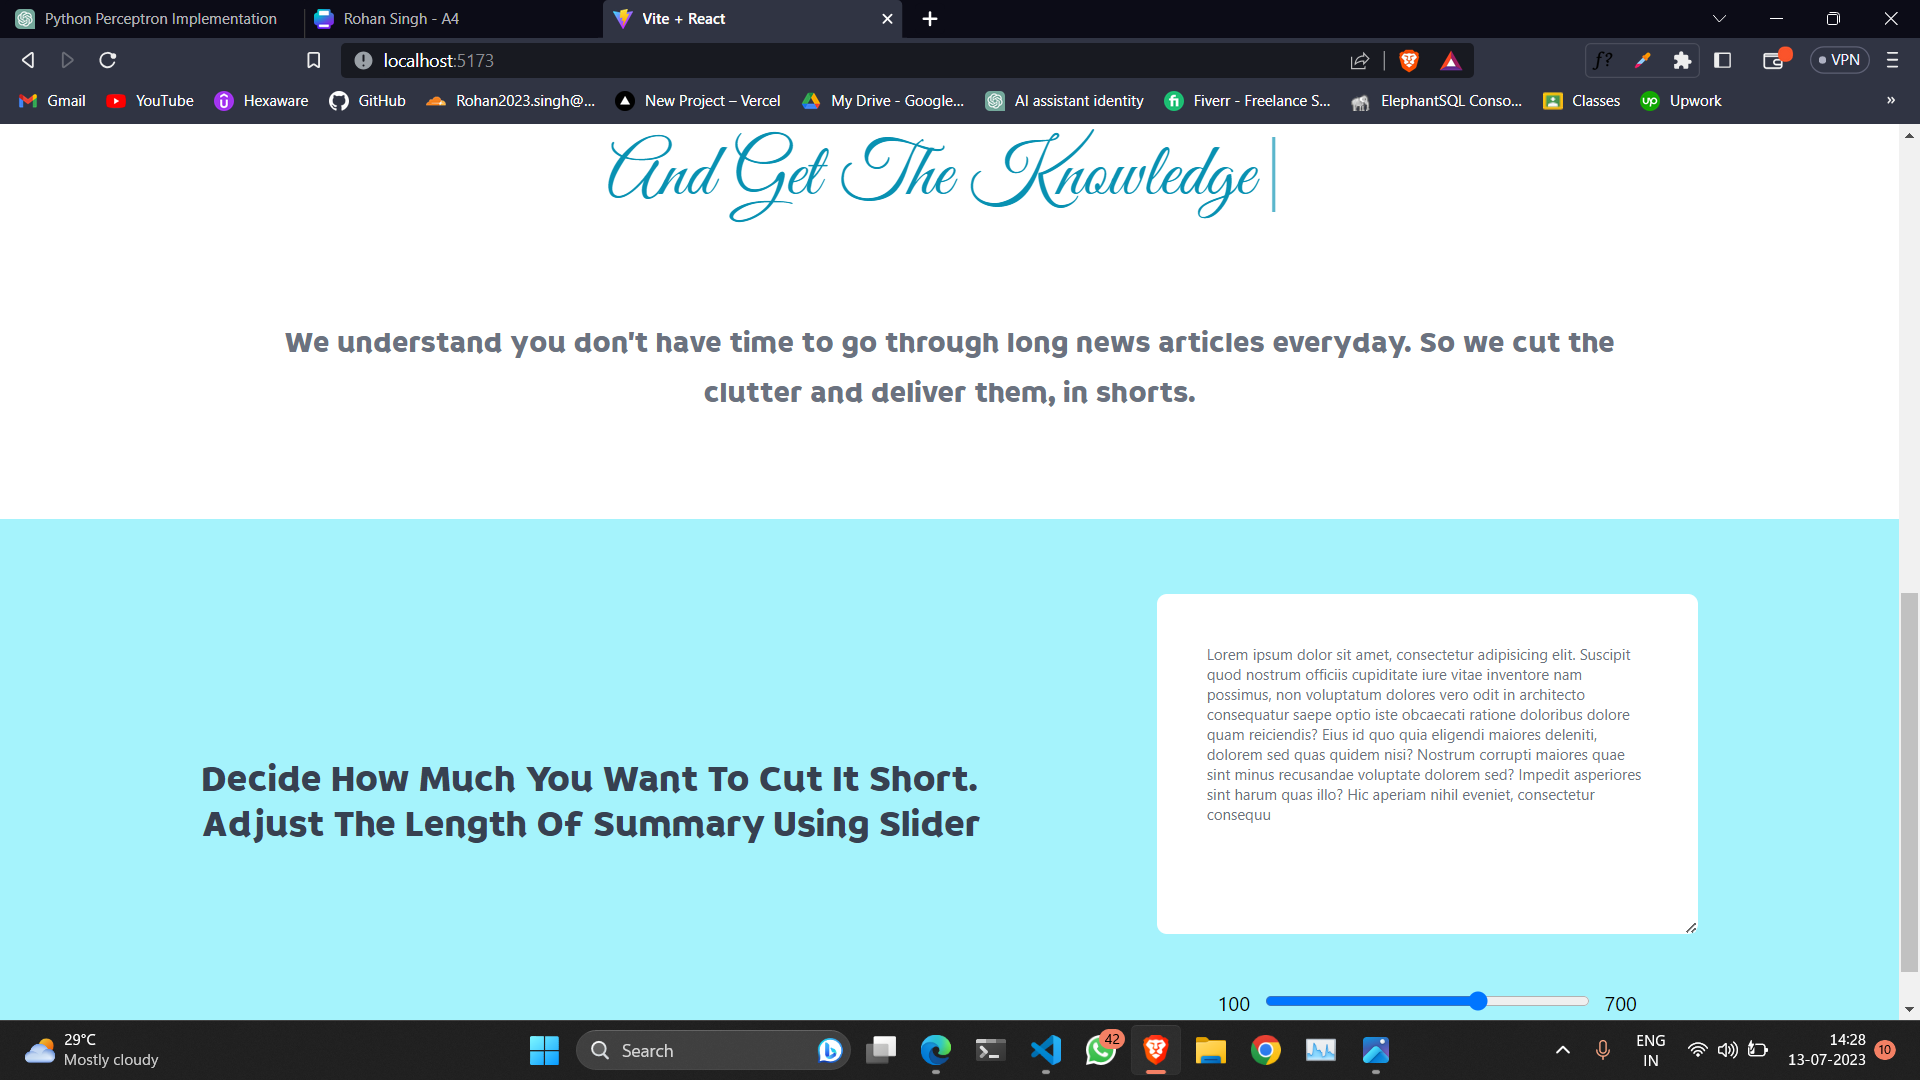 Python Perceptron Implementation
Rohan Singh - A4
Vite + React
localhost:5173
f?
VPN
Gmail
YouTube
Hexaware
GitHub
Rohan2023.singh@...
New Project – Vercel
My Drive - Google...
AI assistant identity
Fiverr - Freelance S...
ElephantSQL Conso...
Classes
up
Upwork
»
And Get The Knowledge |
We understand you don't have time to go through long news articles everyday. So we cut the
clutter and deliver them, in shorts.
Decide How Much You Want To Cut It Short.
Adjust The Length Of Summary Using Slider
Lorem ipsum dolor sit amet, consectetur adipisicing elit. Suscipit
quod nostrum officiis cupiditate iure vitae inventore nam
possimus, non voluptatum dolores vero odit in architecto
consequatur saepe optio iste obcaecati ratione doloribus dolore
quam reiciendis? Eius id quo quia eligendi maiores deleniti,
dolorem sed quas quidem nisi? Nostrum corrupti maiores quae
sint minus recusandae voluptate dolorem sed? Impedit asperiores
sint harum quas illo? Hic aperiam nihil eveniet, consectetur
consequu
100
700
29°C
Mostly cloudy
Search
42
ENG
IN
14:28
13-07-2023
10